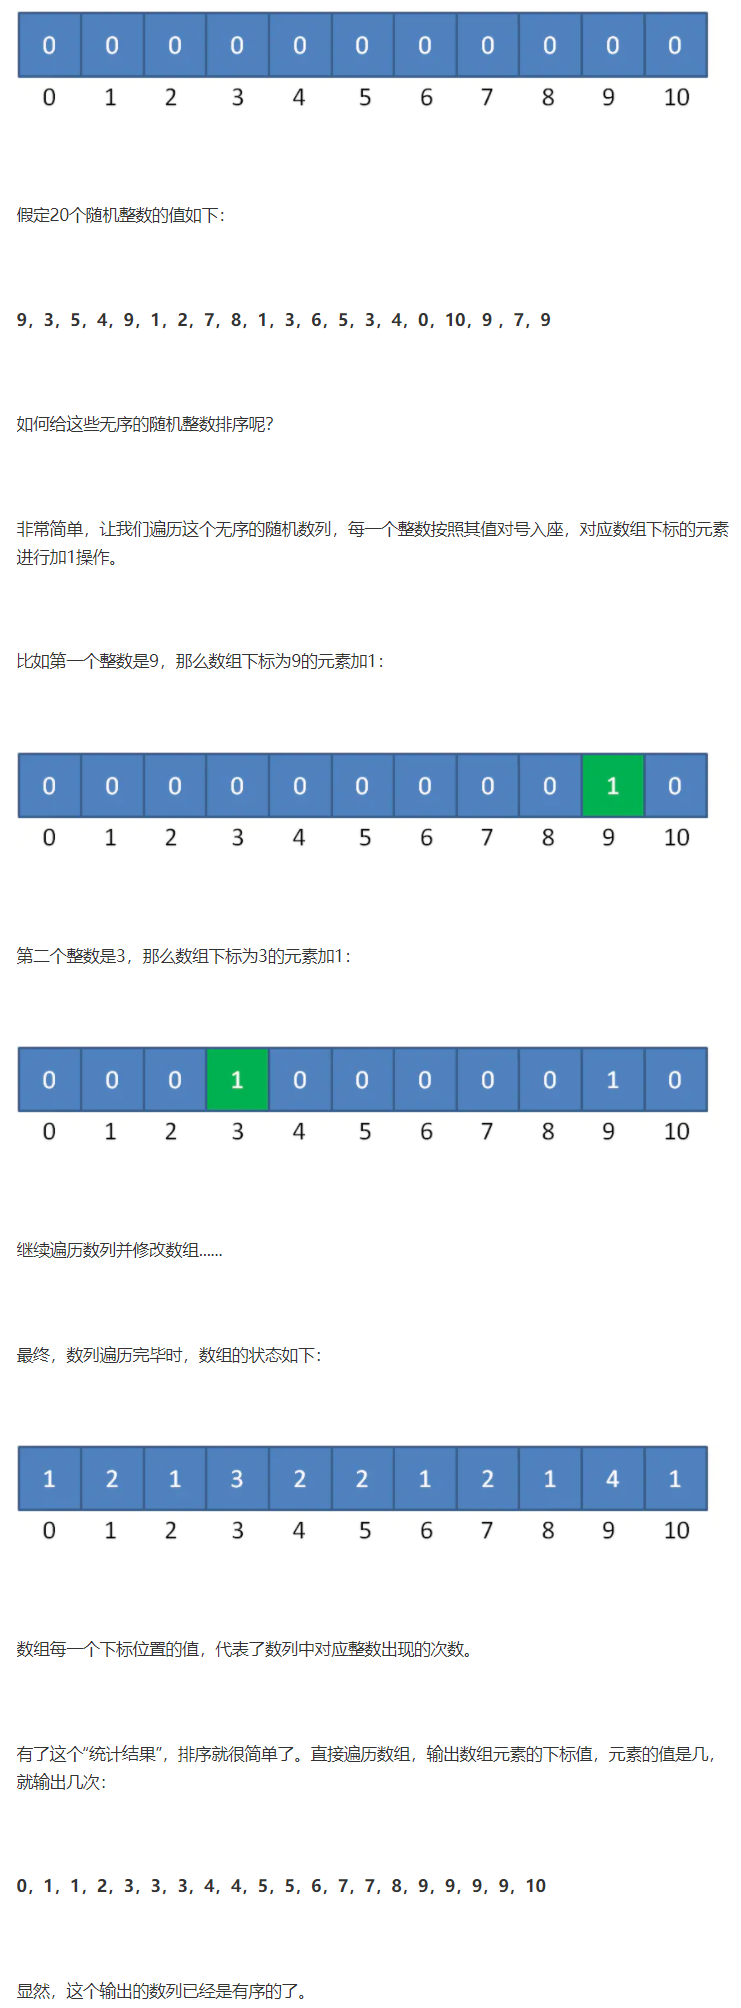 0 0 0 0 0 0 0 0 0 0 0
0 1 2 3 4 5 6 7 8 9 10
假定20个随机整数的值如下：
9，3，5，4，9，1，2，7，8，1，3，6，5，3，4，0，10，9 ，7，9
如何给这些无序的随机整数排序呢？
非常简单，让我们遍历这个无序的随机数列，每一个整数按照其值对号入座，对应数组下标的元素
进行加1操作。
比如第一个整数是9，那么数组下标为9的元素加1：
0 0 0 0 0 0 0 0 0 1 0
0 1 2 3 4 5 6 7 8 9 10
第二个整数是3，那么数组下标为3的元素加1：
0 0 0 1 0 0 0 0 0 1 0
0 1 2 3 4 5 6 7 8 9 10
继续遍历数列并修改数组......
最终，数列遍历完毕时，数组的状态如下：
1 2 1 3 2 2 1 2 1 4 1
0 1 2 3 4 5 6 7 8 9 10
数组每一个下标位置的值，代表了数列中对应整数出现的次数。
有了这个“统计结果”，排序就很简单了。直接遍历数组，输出数组元素的下标值，元素的值是几，
就输出几次：
0，1，1，2，3，3，3，4，4，5，5，6，7，7，8，9，9，9，9，10
显然，这个输出的数列已经是有序的了。